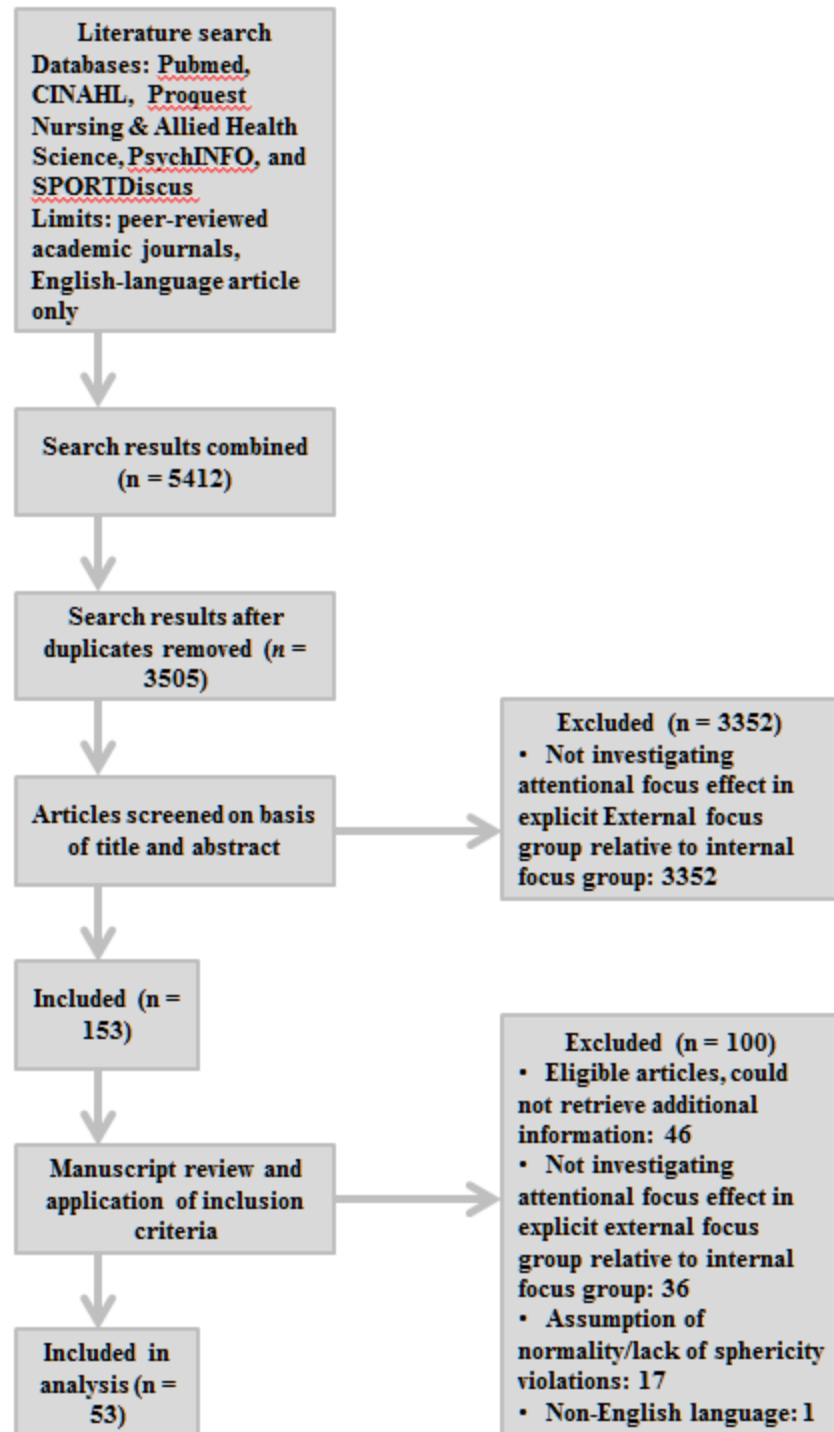 Literature search
Databases: Pubmed,
CINAHL, Proquest
Nursing & Allied Health
Science, PsychINFO, and
SPORTDiscus
Limits: peer-reviewed
academic journals,
English-language article
only
Search results combined
(n = 5412)
Search results after
duplicates removed (n =
3505)
Articles screened on basis
of title and abstract
Excluded (n = 3352)
• Not investigating
attentional focus effect in
explicit External focus
group relative to internal
focus group: 3352
Included (n =
153)
Manuscript review and
application of inclusion
criteria
Excluded (n = 100)
• Eligible articles, could
not retrieve additional
information: 46
• Not investigating
attentional focus effect in
explicit external focus
group relative to internal
focus group: 36
• Assumption of
normality/lack of sphericity
violations: 17
• Non-English language: 1
Included in
analysis (n =
53)